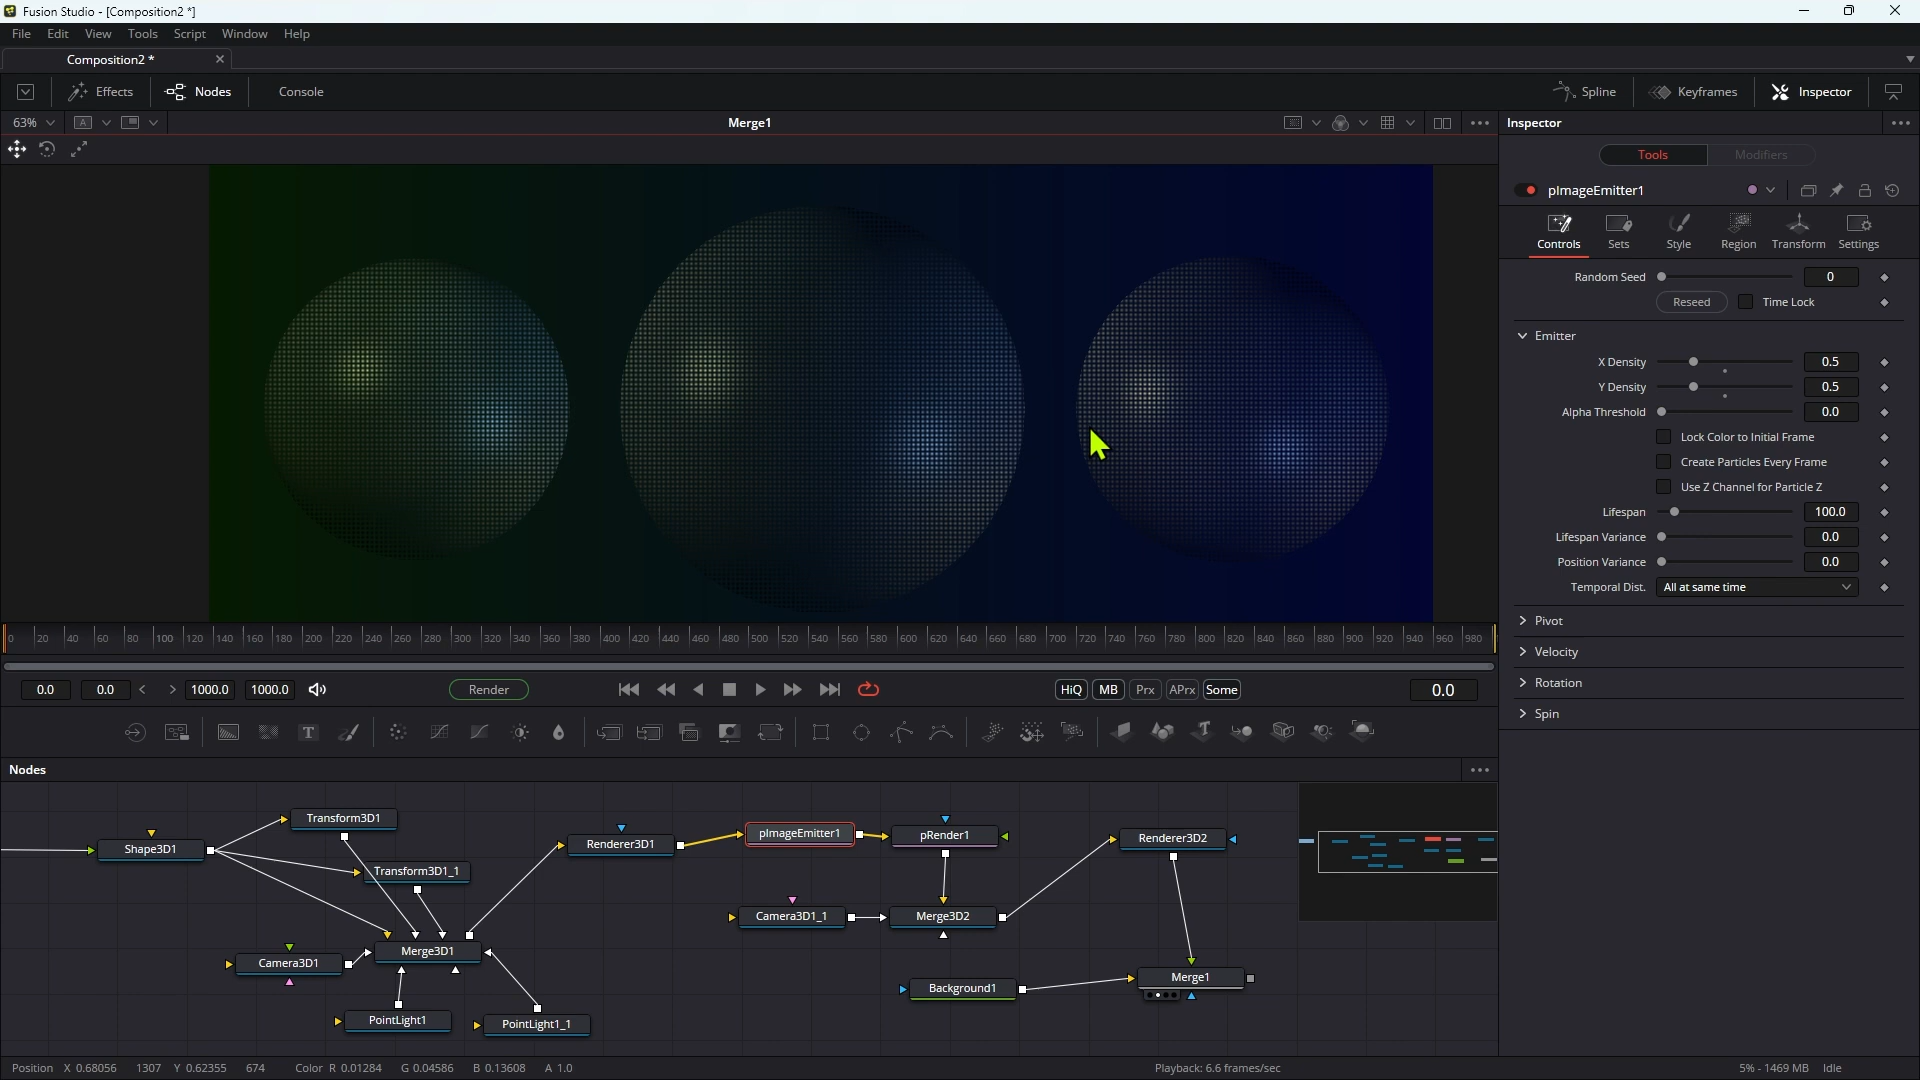 Fusion Studio - [Composition2 *]
File Edit View Tools Script Window Help
Composition2 *
Effects Nodes Console Spline Keyframes Inspector
63% A Merge1 Inspector
Tools Modifiers
pImageEmitter1
Controls Sets Style Region Transform Settings
Random Seed 0
Reseed Time Lock
Emitter
X Density 0.5
Y Density 0.5
Alpha Threshold 0.0
Lock Color to Initial Frame
Create Particles Every Frame
Use Z Channel for Particle Z
Lifespan 100.0
Lifespan Variance 0.0
Position Variance 0.0
Temporal Dist. All at same time
Pivot
Velocity
Rotation
Spin
0 20 40 60 80 100 120 140 160 180 200 220 240 260 280 300 320 340 360 380 400 420 440 460 480 500 520 540 560 580 600 620 640 660 680 700 720 740 760 780 800 820 840 860 880 900 920 940 960 980
0.0 0.0 1000.0 1000.0 Render HiQ MB Prx APrx Some 0.0
T T
Nodes
Transform3D1
Shape3D1
Transform3D1_1
Renderer3D1
pImageEmitter1
pRender1
Renderer3D2
Camera3D1_1
Merge3D2
Merge3D1
Camera3D1
Merge1
Background1
PointLight1
PointLight1_1
Position X 0.68056 1307 Y 0.62355 674 Color R 0.01284 G 0.04586 B 0.13608 A 1.0 Playback: 6.6 frames/sec 5% - 1469 MB Idle